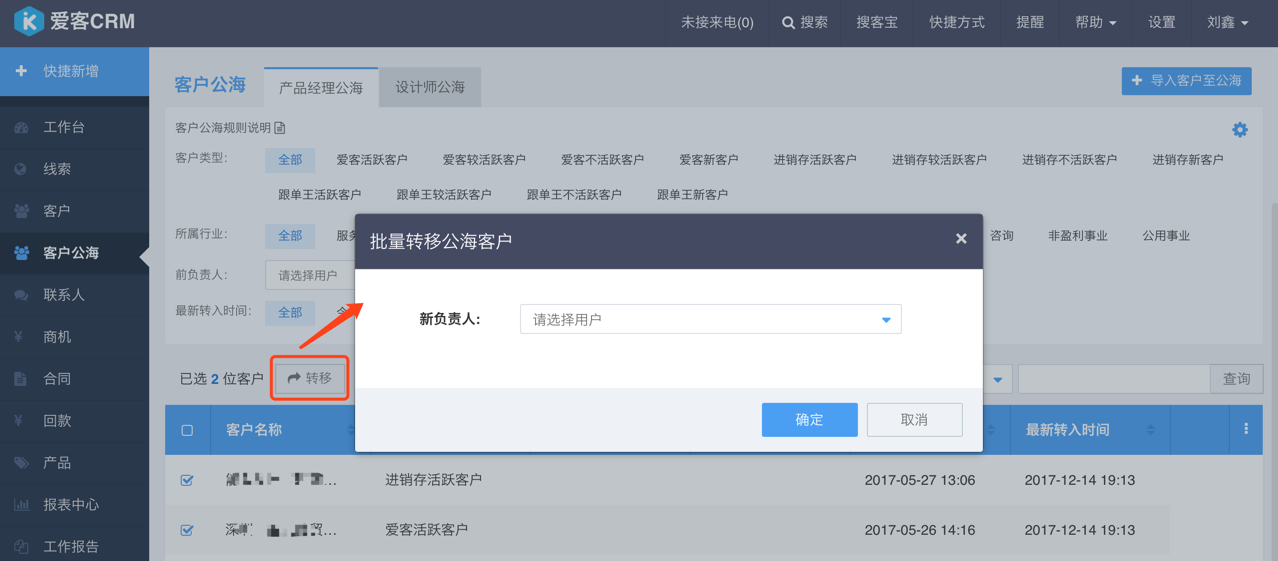 爱客CRM
未接来电(0)
搜索
搜客宝
快捷方式
提醒
帮助
设置
刘鑫
快捷新增
工作台
线索
客户
客户公海
联系人
商机
合同
回款
产品
报表中心
工作报告
客户公海
产品经理公海
设计师公海
导入客户至公海
客户公海规则说明
客户类型: 全部 爱客活跃客户 爱客较活跃客户 爱客不活跃客户 爱客新客户 进销存活跃客户 进销存较活跃客户 进销存不活跃客户 进销存新客户
跟单王活跃客户 跟单王较活跃客户 跟单王不活跃客户 跟单王新客户
所属行业: 全部 咨询 非盈利事业 公用事业
前负责人: 请选择用户
最新转入时间: 全部
批量转移公海客户
新负责人: 请选择用户
确定 取消
已选 2 位客户 转移 查询
客户名称 最新转入时间
进销存活跃客户 2017-05-27 13:06 2017-12-14 19:13
爱客活跃客户 2017-05-26 14:16 2017-12-14 19:13